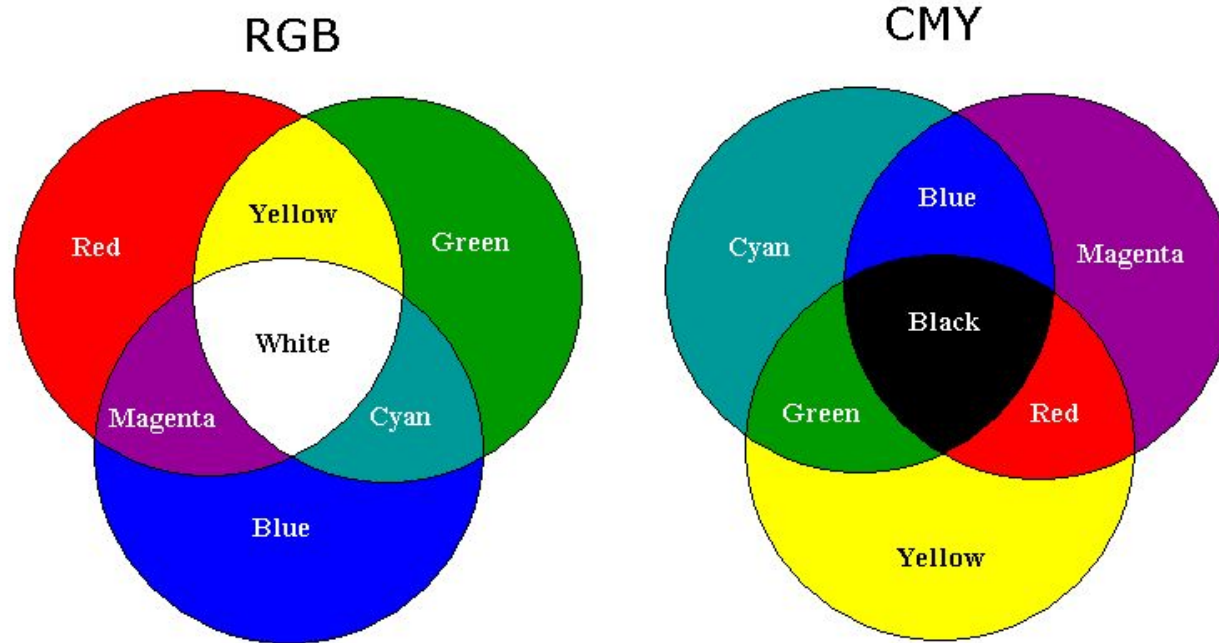 RGB
Yellow
Red
Green
White
Magenta
Cyan
Blue
CMY
Blue
Cyan
Magenta
Black
Green
Red
Yellow